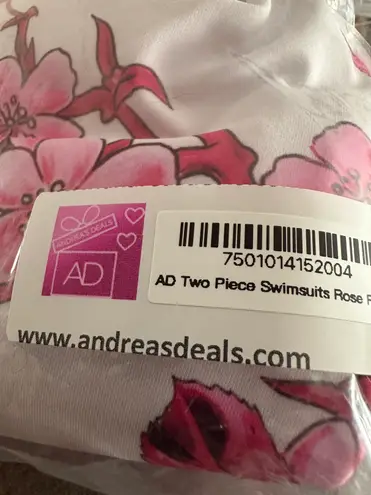 ANDREA'S DEALS
AD
7501014152004
AD Two Piece Swimsuits Rose
www.andreasdeals.com